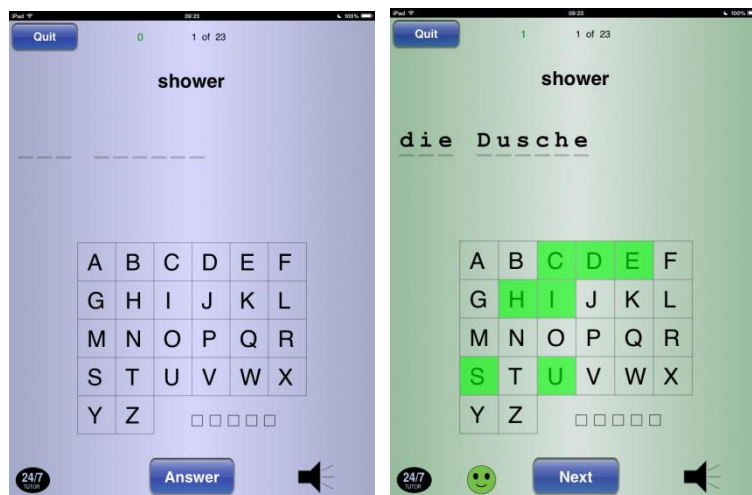 iPad 09:23 100%
Quit 0 1 of 23
shower
A B C D E F
G H I J K L
M N O P Q R
S T U V W X
Y Z
24/7 TUTOR Answer
iPad 09:23 100%
Quit 1 1 of 23
shower
die Dusche
A B C D E F
G H I J K L
M N O P Q R
S T U V W X
Y Z
24/7 TUTOR Next